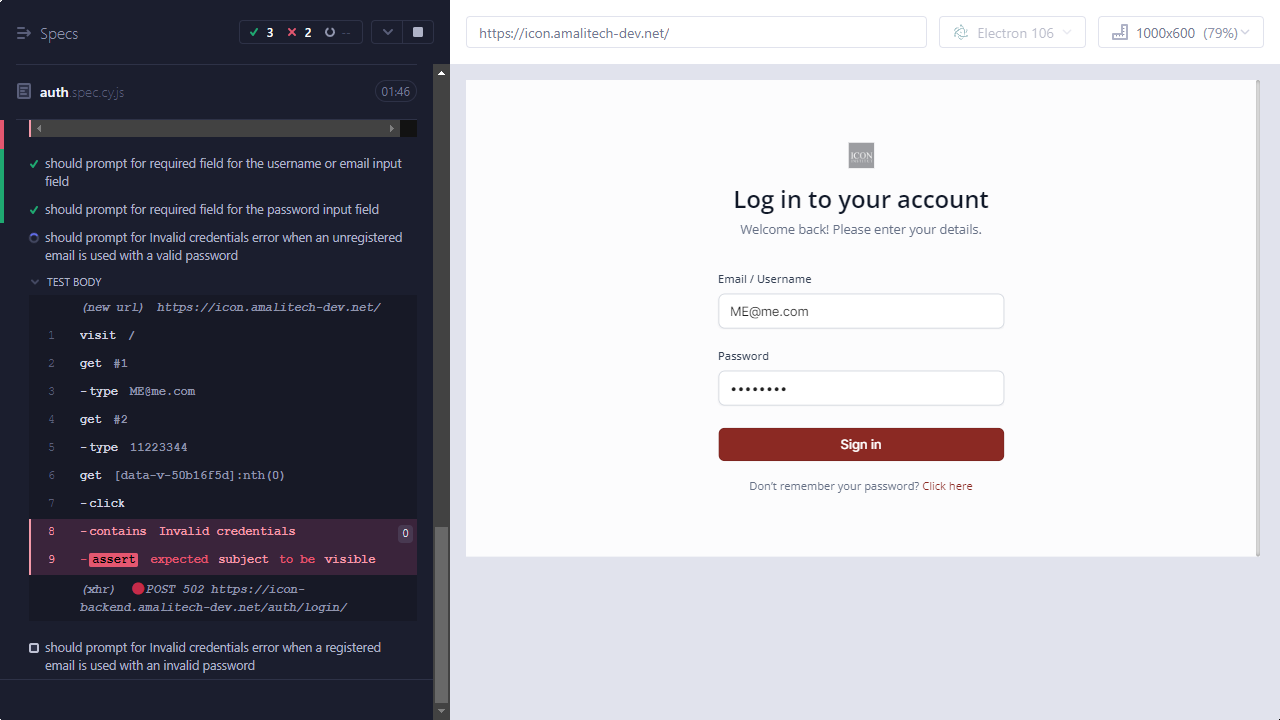 Specs
3 2 --
auth.spec.cy.js
01:46
should prompt for required field for the username or email input
field
should prompt for required field for the password input field
should prompt for Invalid credentials error when an unregistered
email is used with a valid password
TEST BODY
(new url) https://icon.amalitech-dev.net/
1 visit /
2 get #1
3 -type ME@me.com
4 get #2
5 -type 11223344
6 get [data-v-50b16f5d]:nth(0)
7 -click
8 -contains Invalid credentials 0
9 -assert expected subject to be visible
(xhr) POST 502 https://icon-
backend.amalitech-dev.net/auth/login/
should prompt for Invalid credentials error when a registered
email is used with an invalid password
https://icon.amalitech-dev.net/
Electron 106
1000x600 (79%)
ICON
Log in to your account
Welcome back! Please enter your details.
Email / Username
ME@me.com
Password
••••••••
Sign in
Don't remember your password? Click here